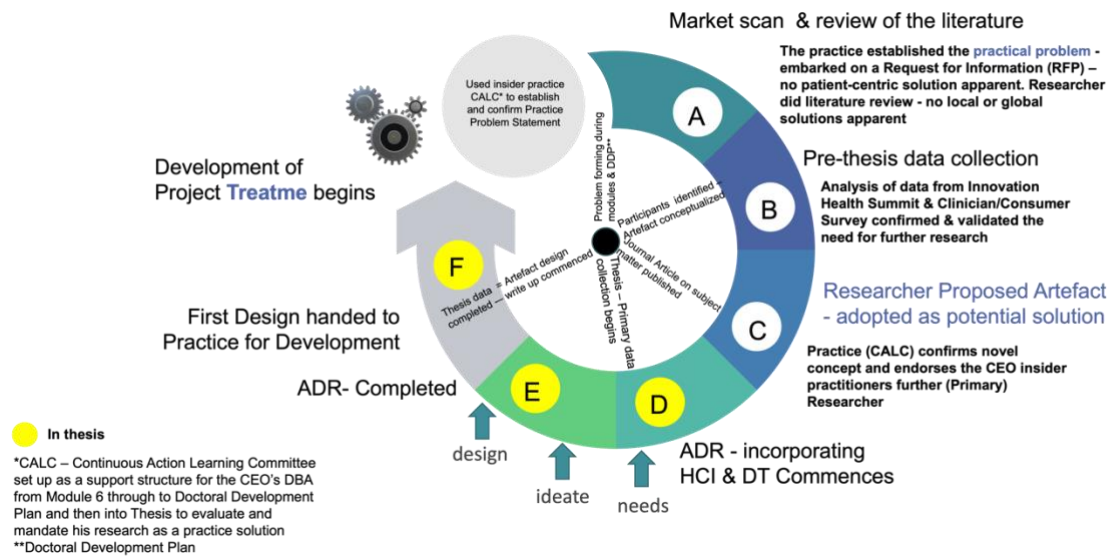 Market scan & review of the literature
The practice established the practical problem -
embarked on a Request for Information (RFP) –
no patient-centric solution apparent. Researcher
did literature review - no local or global
solutions apparent
Used insider practice
CALC* to establish
and confirm Practice
Problem Statement
A
Pre-thesis data collection
Analysis of data from Innovation
Health Summit & Clinician/Consumer
Survey confirmed & validated the
need for further research
B
Researcher Proposed Artefact
- adopted as potential solution
Practice (CALC) confirms novel
concept and endorses the CEO insider
practitioners further (Primary)
Researcher
C
ADR - incorporating
HCI & DT Commences
D
E
F
Problem forming during
modules & DDP**
Participants identified –
Artefact conceptualized
Journal Article on subject
matter published
Thesis – Primary data
collection begins
Thesis data = Artefact design
completed — write up commenced
Development of
Project Treatme begins
First Design handed to
Practice for Development
ADR- Completed
design
ideate
needs
In thesis
*CALC – Continuous Action Learning Committee
set up as a support structure for the CEO's DBA
from Module 6 through to Doctoral Development
Plan and then into Thesis to evaluate and
mandate his research as a practice solution
**Doctoral Development Plan